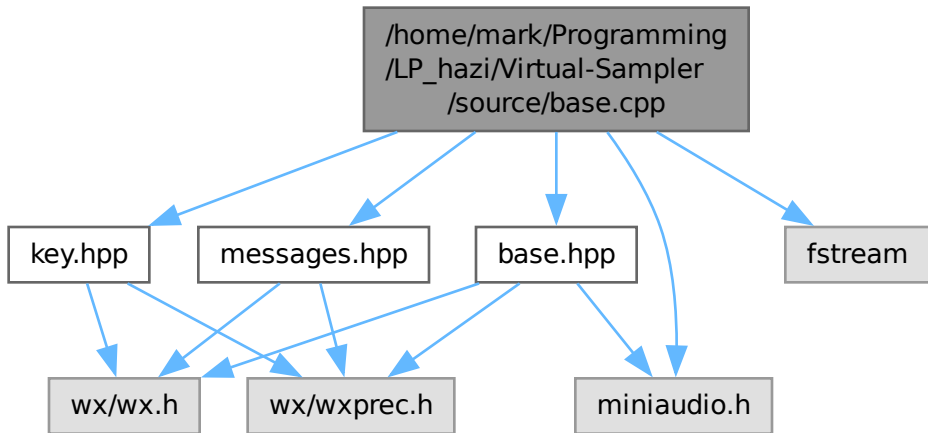 /home/mark/Programming
/LP_hazi/Virtual-Sampler
/source/base.cpp
key.hpp
messages.hpp
base.hpp
fstream
wx/wx.h
wx/wxprec.h
miniaudio.h